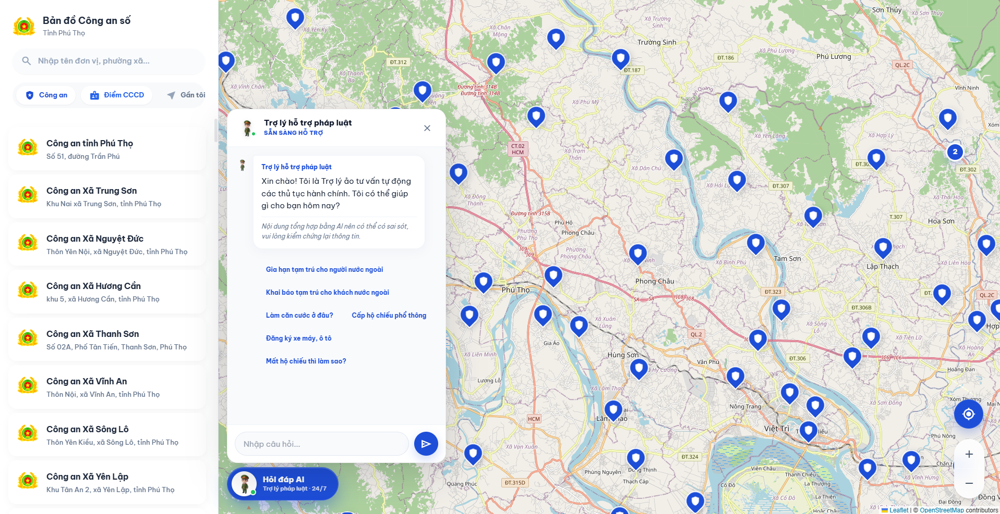 Bản đồ Công an số
Tỉnh Phú Thọ
Nhập tên đơn vị, phường xã...
Công an
Điểm CCCD
Gần tôi
Công an tỉnh Phú Thọ
Số 51, đường Trần Phú
Công an Xã Trung Sơn
Khu Nai xã Trung Sơn, tỉnh Phú Thọ
Công an Xã Nguyệt Đức
Thôn Yên Nội, xã Nguyệt Đức, tỉnh Phú Thọ
Công an Xã Hương Cần
khu 5, xã Hương Cần, tỉnh Phú Thọ
Công an Xã Thanh Sơn
Số 02A, Phố Tân Tiến, Thanh Sơn, Phú Thọ
Công an Xã Vĩnh An
Thôn Nội, xã Vĩnh An, tỉnh Phú Thọ
Công an Xã Sông Lô
Thôn Yên Kiều, xã Sông Lô, tỉnh Phú Thọ
Công an Xã Yên Lập
Khu Tân An 2, xã Yên Lập, tỉnh Phú Thọ
Trợ lý hỗ trợ pháp luật
SẴN SÀNG HỖ TRỢ
Trợ lý hỗ trợ pháp luật
Xin chào! Tôi là Trợ lý ảo tư vấn tự động
các thủ tục hành chính. Tôi có thể giúp
gì cho bạn hôm nay?
Nội dung tổng hợp bằng AI nên có thể có sai sót,
vui lòng kiểm chứng lại thông tin.
Gia hạn tạm trú cho người nước ngoài
Khai báo tạm trú cho khách nước ngoài
Làm căn cước ở đâu?
Cấp hộ chiếu phổ thông
Đăng ký xe máy, ô tô
Mất hộ chiếu thì làm sao?
Nhập câu hỏi...
Hỏi đáp AI
Trợ lý pháp luật · 24/7
Sơn Thủy
Xã Sơn Thủy
Xã Yên Kỳ
Xã Chân
Mộng
Xã Trường
Sinh
Trường Sinh
Xã Phú Lương
Phú Lương
ĐT.186
QL.2C
ĐT.312
ĐT.187
Xã Thanh
Ba
Xã Vĩnh Chân
Đường tỉnh 314B
Đường tỉnh 314B
Vĩnh Ninh
Xã Phú Mỹ
Tỉnh Tuyên Quang
Xã Yên Lãng
Xã Hợp Lý
CT.02
HCM
Xã Trạm
Thản
Xã Dân Chủ
2
ĐT.302
ĐT.307
Xã Đông
Thành
Xã Thái Hòa
Đường tỉnh 315B
T.307
Hoa Sơn
Phú Hộ
Phong Châu
Phường
Phú Thọ
Phường
Phong Châu
IC9
IC9
Xã Bình Phú
Tam Sơn
Lập Thạch
Xã Liên Hòa
Phú Thọ
Phong Châu
SA
SA
IC8
IC8
ĐT.323
QL.2C
ĐT.306B
Xã Xuân
Lũng
Xã Sông
Lô
QL.2
Gia Áo
Xã Tiên Lữ
Xã Hoàng
An
Xã Liên Minh
Hùng Sơn
Văn Phú
ĐT.306
IC6
IC6
Hoàng Đan
Xã Hy Cương
Lương Lỗ
Xã Lâm Thao
Xã Sơn Đông
Nông Trang
Xóm Thượng
HCM
Việt Trì
Phú Nông
Xã Vạn Xuân
ĐT.324
Phùng Nguyên
Thạch Cáp
Viên Châu
Thanh Chiểu
Xã Vĩnh Hưng
ĐT.315D
Quang Phúc
Cổ Đô
La Thượng
Xã Cổ Đô
La Thiện
Đại Đồng
Hoắc Châu
Leaflet | © OpenStreetMap contributors